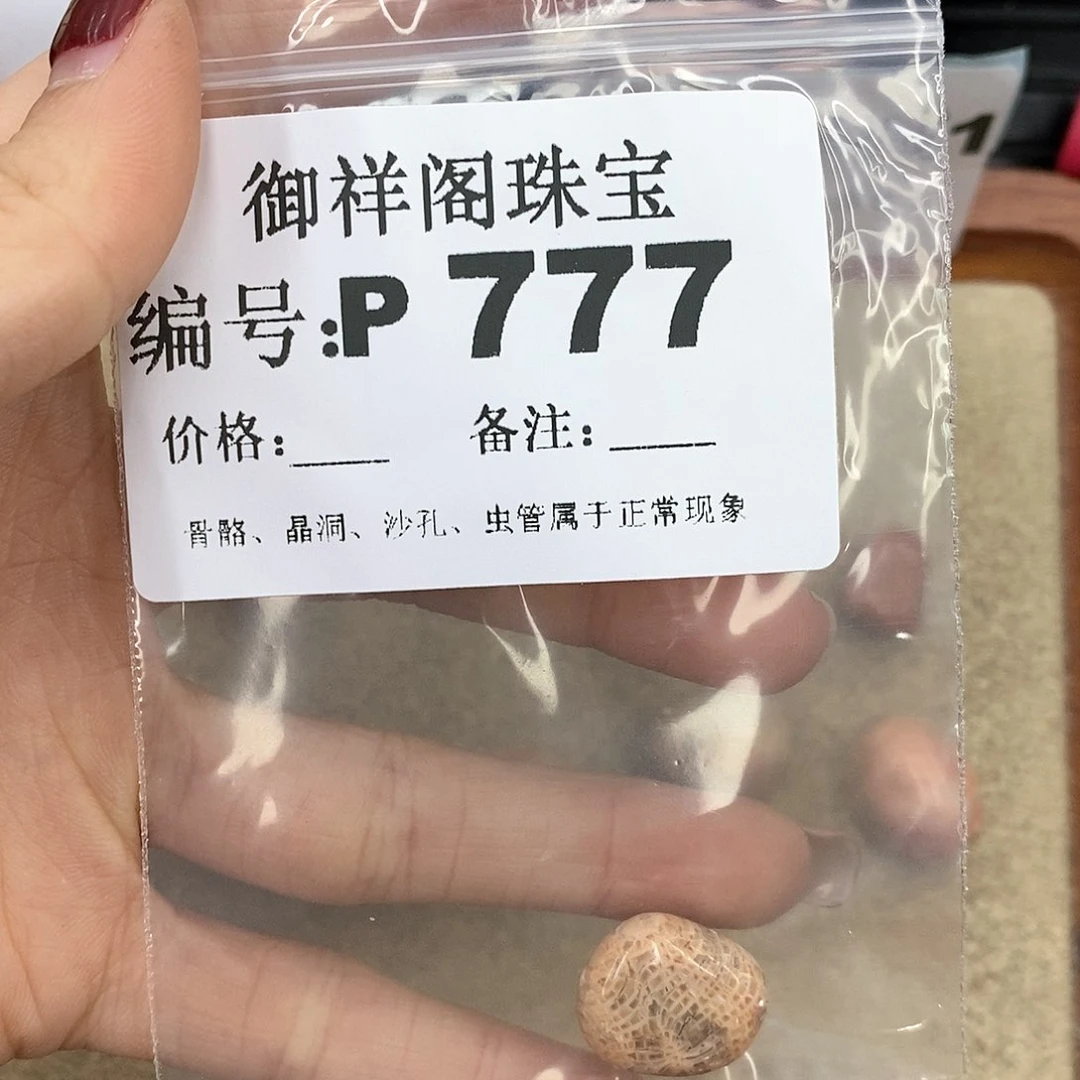 御祥阁珠宝
编号:P 777
价格:____ 备注:____
骨骼、晶洞、沙孔、虫管属于正常现象
1